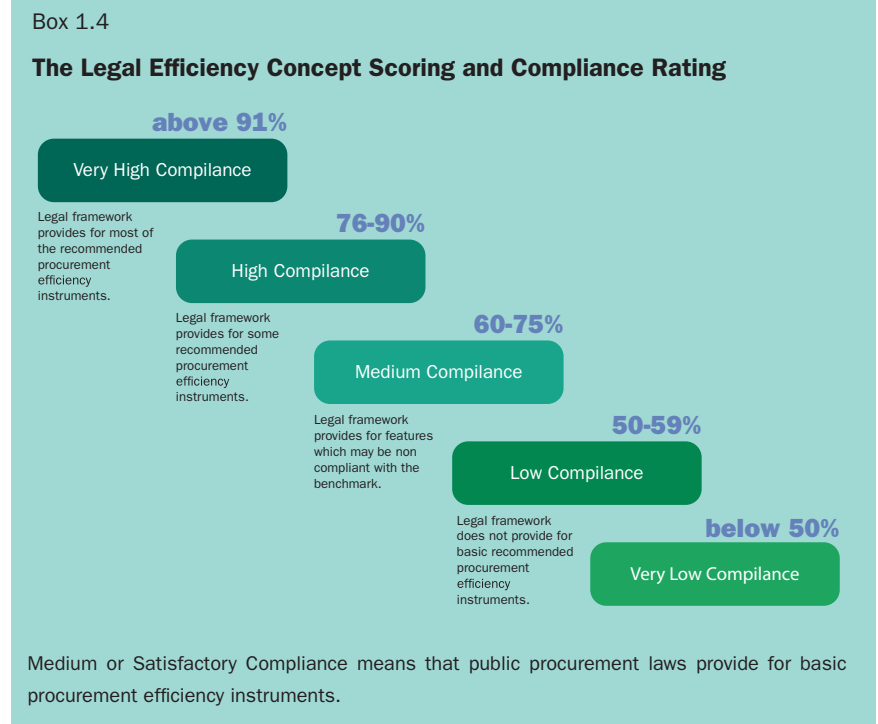 Box 1.4
The Legal Efficiency Concept Scoring and Compliance Rating
above 91%
Very High Compilance
Legal framework
provides for most of
the recommended
procurement
efficiency
instruments.
76-90%
High Compilance
Legal framework
provides for some
recommended
procurement
efficiency
instruments.
60-75%
Medium Compilance
Legal framework
provides for features
which may be non
compliant with the
benchmark.
50-59%
Low Compilance
Legal framework
does not provide for
basic recommended
procurement
efficiency
instruments.
below 50%
Very Low Compilance
Medium or Satisfactory Compliance means that public procurement laws provide for basic
procurement efficiency instruments.